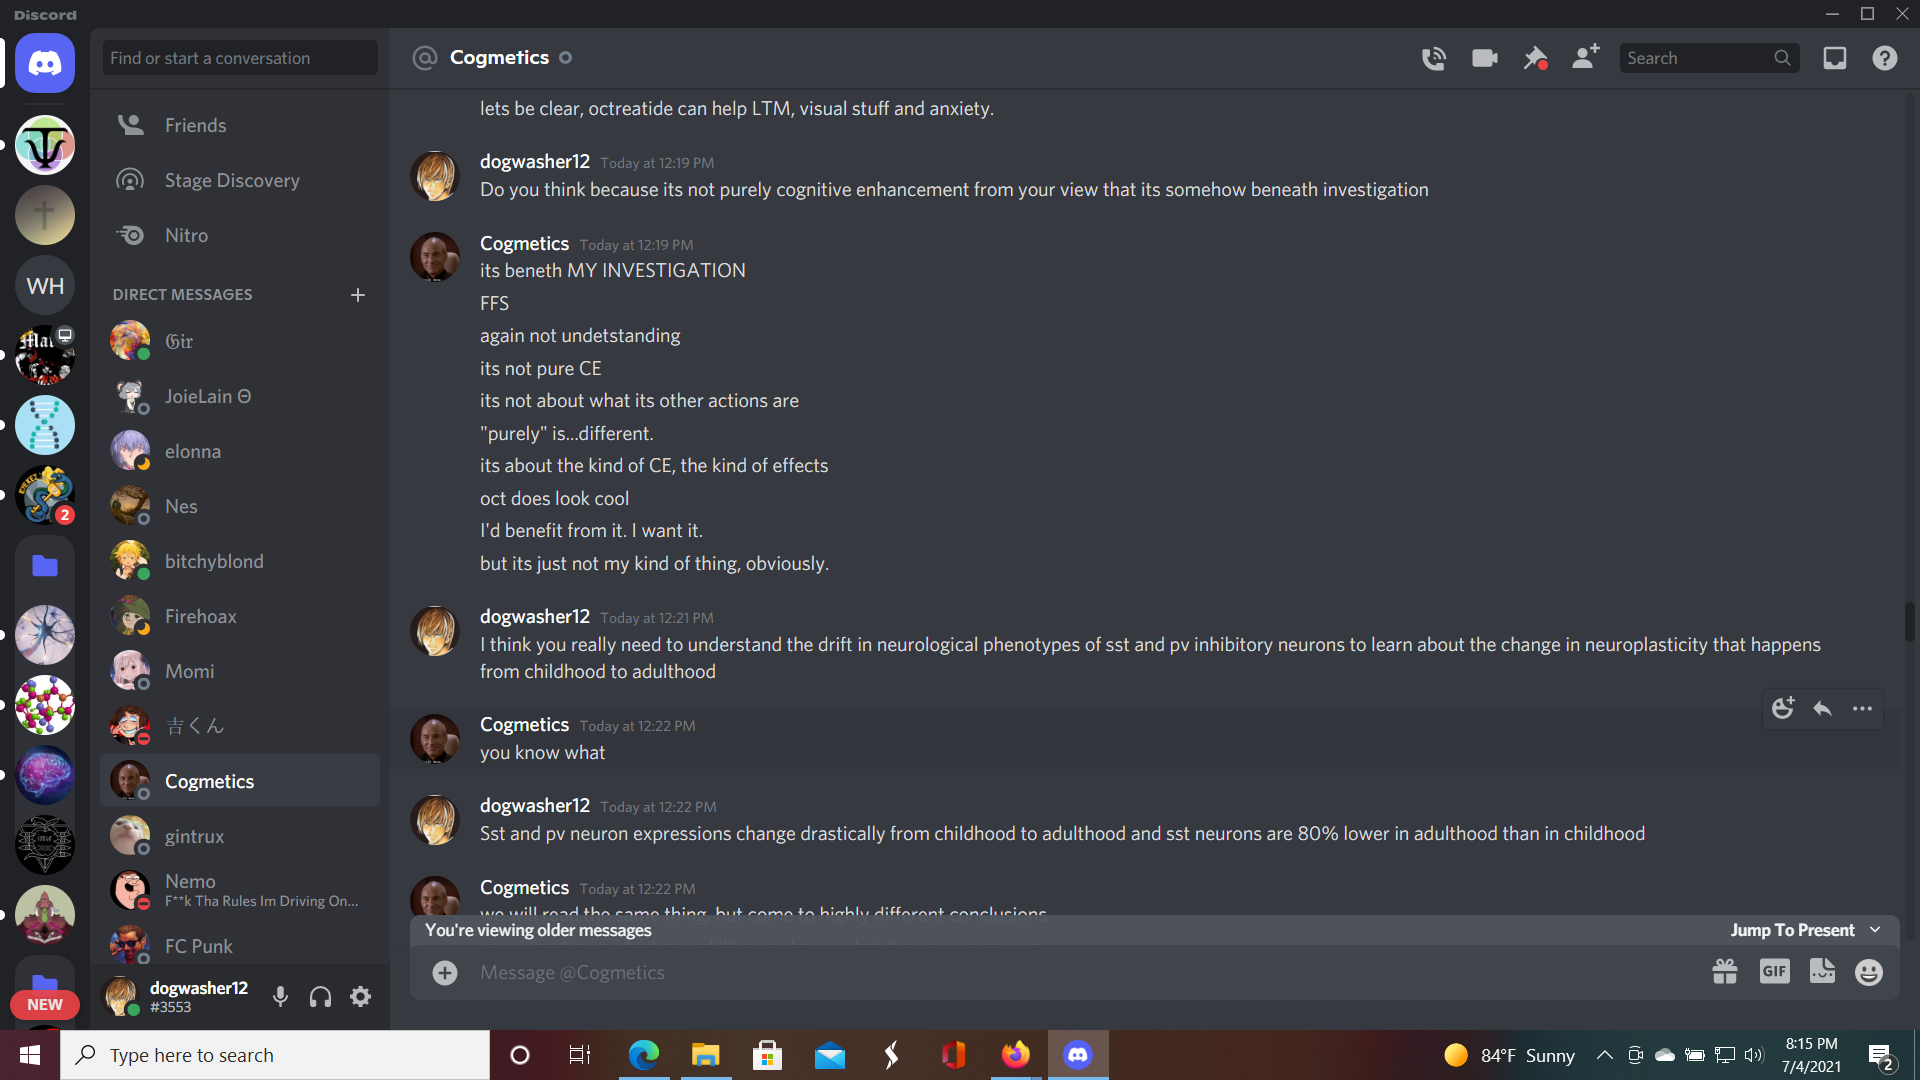 Discord
Find or start a conversation
Cogmetics
Search
Friends
Stage Discovery
Nitro
DIRECT MESSAGES
WH
𝔊ir
JoieLain Θ
elonna
Nes
bitchyblond
Firehoax
Momi
吉くん
Cogmetics
gintrux
Nemo
F**k Tha Rules Im Driving On...
FC Punk
2
NEW
dogwasher12
#3553
lets be clear, octreatide can help LTM, visual stuff and anxiety.
dogwasher12 Today at 12:19 PM
Do you think because its not purely cognitive enhancement from your view that its somehow beneath investigation
Cogmetics Today at 12:19 PM
its beneth MY INVESTIGATION
FFS
again not undetstanding
its not pure CE
its not about what its other actions are
"purely" is...different.
its about the kind of CE, the kind of effects
oct does look cool
I'd benefit from it. I want it.
but its just not my kind of thing, obviously.
dogwasher12 Today at 12:21 PM
I think you really need to understand the drift in neurological phenotypes of sst and pv inhibitory neurons to learn about the change in neuroplasticity that happens
from childhood to adulthood
Cogmetics Today at 12:22 PM
you know what
dogwasher12 Today at 12:22 PM
Sst and pv neuron expressions change drastically from childhood to adulthood and sst neurons are 80% lower in adulthood than in childhood
Cogmetics Today at 12:22 PM
we will read the same thing, but come to highly different conclusions
You're viewing older messages
Jump To Present
Message @Cogmetics
GIF
Type here to search
84°F Sunny
8:15 PM
7/4/2021
2